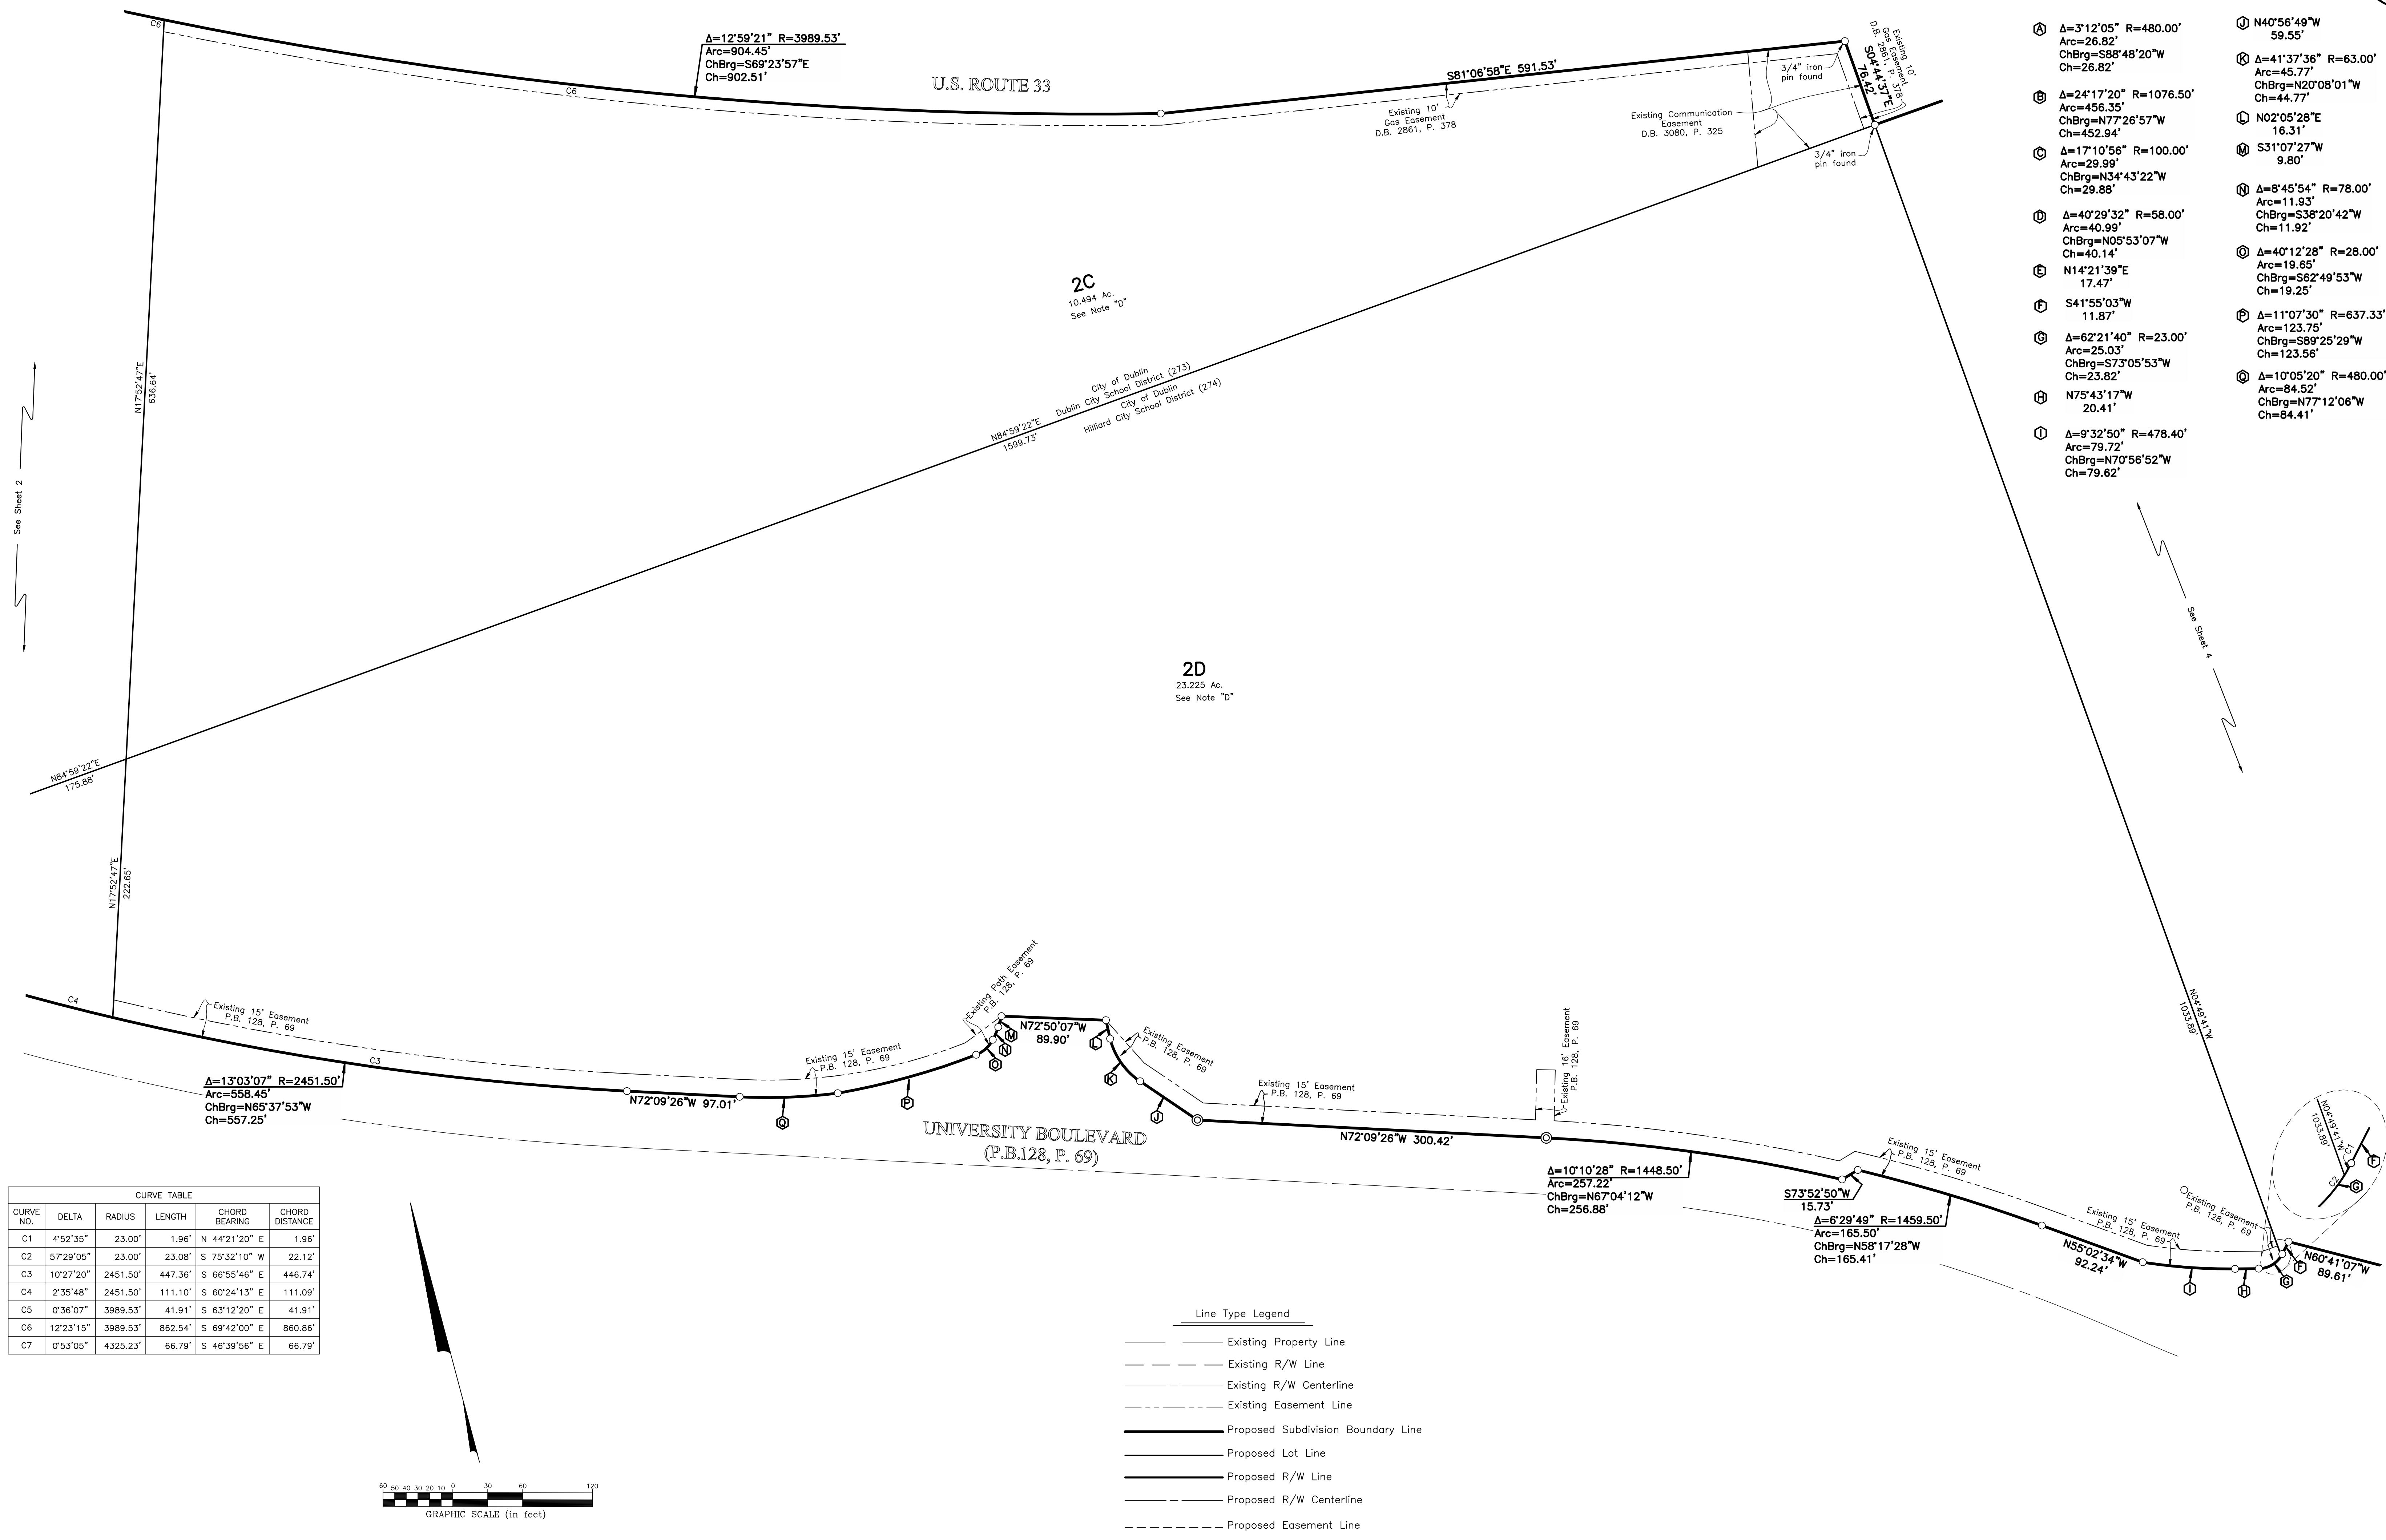 C6
Δ=12°59'21" R=3989.53'
Arc=904.45'
ChBrg=S69°23'57"E
Ch=902.51'
C6
U.S. ROUTE 33
S81°06'58"E 591.53'
Existing 10'
Gas Easement
D.B. 2861, P. 378
Existing Communication
Easement
D.B. 3080, P. 325
3/4" iron
pin found
S04°44'37"E
76.42'
Existing 10'
Gas Easement
D.B. 2861, P. 378
3/4" iron
pin found
A Δ=3°12'05" R=480.00'
Arc=26.82'
ChBrg=S88°48'20"W
Ch=26.82'
B Δ=24°17'20" R=1076.50'
Arc=456.35'
ChBrg=N77°26'57"W
Ch=452.94'
C Δ=17°10'56" R=100.00'
Arc=29.99'
ChBrg=N34°43'22"W
Ch=29.88'
D Δ=40°29'32" R=58.00'
Arc=40.99'
ChBrg=N05°53'07"W
Ch=40.14'
E N14°21'39"E
17.47'
F S41°55'03"W
11.87'
G Δ=62°21'40" R=23.00'
Arc=25.03'
ChBrg=S73°05'53"W
Ch=23.82'
H N75°43'17"W
20.41'
I Δ=9°32'50" R=478.40'
Arc=79.72'
ChBrg=N70°56'52"W
Ch=79.62'
J N40°56'49"W
59.55'
K Δ=41°37'36" R=63.00'
Arc=45.77'
ChBrg=N20°08'01"W
Ch=44.77'
L N02°05'28"E
16.31'
M S31°07'27"W
9.80'
N Δ=8°45'54" R=78.00'
Arc=11.93'
ChBrg=S38°20'42"W
Ch=11.92'
O Δ=40°12'28" R=28.00'
Arc=19.65'
ChBrg=S62°49'53"W
Ch=19.25'
P Δ=11°07'30" R=637.33'
Arc=123.75'
ChBrg=S89°25'29"W
Ch=123.56'
Q Δ=10°05'20" R=480.00'
Arc=84.52'
ChBrg=N77°12'06"W
Ch=84.41'
2C
10.494 Ac.
See Note "D"
N17°52'47"E
636.64'
See Sheet 2
City of Dublin
Dublin City School District (273)
City of Dublin
Hilliard City School District (274)
N84°59'22"E
1599.73'
2D
23.225 Ac.
See Note "D"
See Sheet 4
N84°59'22"E
175.88'
N17°52'47"E
222.65'
N04°49'41"W
1033.89'
C4
Existing 15' Easement
P.B. 128, P. 69
C3
Δ=13°03'07" R=2451.50'
Arc=558.45'
ChBrg=N65°37'53"W
Ch=557.25'
N72°09'26"W 97.01'
Existing 15' Easement
P.B. 128, P. 69
Q
P
Existing Path Easement
P.B. 128, P. 69
O
N
M
N72°50'07"W
89.90'
L
K
J
Existing Easement
P.B. 128, P. 69
Existing 15' Easement
P.B. 128, P. 69
UNIVERSITY BOULEVARD
(P.B.128, P. 69)
N72°09'26"W 300.42'
Existing 16' Easement
P.B. 128, P. 69
Δ=10°10'28" R=1448.50'
Arc=257.22'
ChBrg=N67°04'12"W
Ch=256.88'
S73°52'50"W
15.73'
Δ=6°29'49" R=1459.50'
Arc=165.50'
ChBrg=N58°17'28"W
Ch=165.41'
Existing 15' Easement
P.B. 128, P. 69
N55°02'34"W
92.24'
Existing 15' Easement
P.B. 128, P. 69
Existing Easement
P.B. 128, P. 69
I
H
G
F
N60°41'07"W
89.61'
N04°49'41"W
1033.89'
C1
C2
F
G
CURVE TABLE
CURVE NO. DELTA RADIUS LENGTH CHORD BEARING CHORD DISTANCE
C1 4°52'35" 23.00' 1.96' N 44°21'20" E 1.96'
C2 57°29'05" 23.00' 23.08' S 75°32'10" W 22.12'
C3 10°27'20" 2451.50' 447.36' S 66°55'46" E 446.74'
C4 2°35'48" 2451.50' 111.10' S 60°24'13" E 111.09'
C5 0°36'07" 3989.53' 41.91' S 63°12'20" E 41.91'
C6 12°23'15" 3989.53' 862.54' S 69°42'00" E 860.86'
C7 0°53'05" 4325.23' 66.79' S 46°39'56" E 66.79'
60 50 40 30 20 10 0 30 60 120
GRAPHIC SCALE (in feet)
Line Type Legend
Existing Property Line
Existing R/W Line
Existing R/W Centerline
Existing Easement Line
Proposed Subdivision Boundary Line
Proposed Lot Line
Proposed R/W Line
Proposed R/W Centerline
Proposed Easement Line